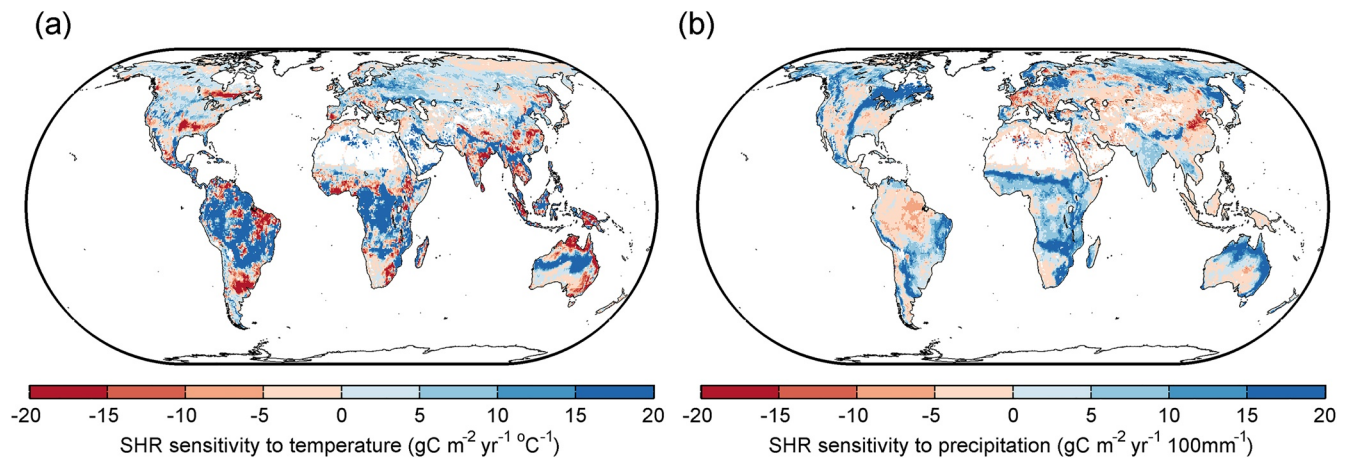 (a)
(b)
-20 -15 -10 -5 0 5 10 15 20
SHR sensitivity to temperature (gC m⁻² yr⁻¹ ᵒC⁻¹)
-20 -15 -10 -5 0 5 10 15 20
SHR sensitivity to precipitation (gC m⁻² yr⁻¹ 100mm⁻¹)